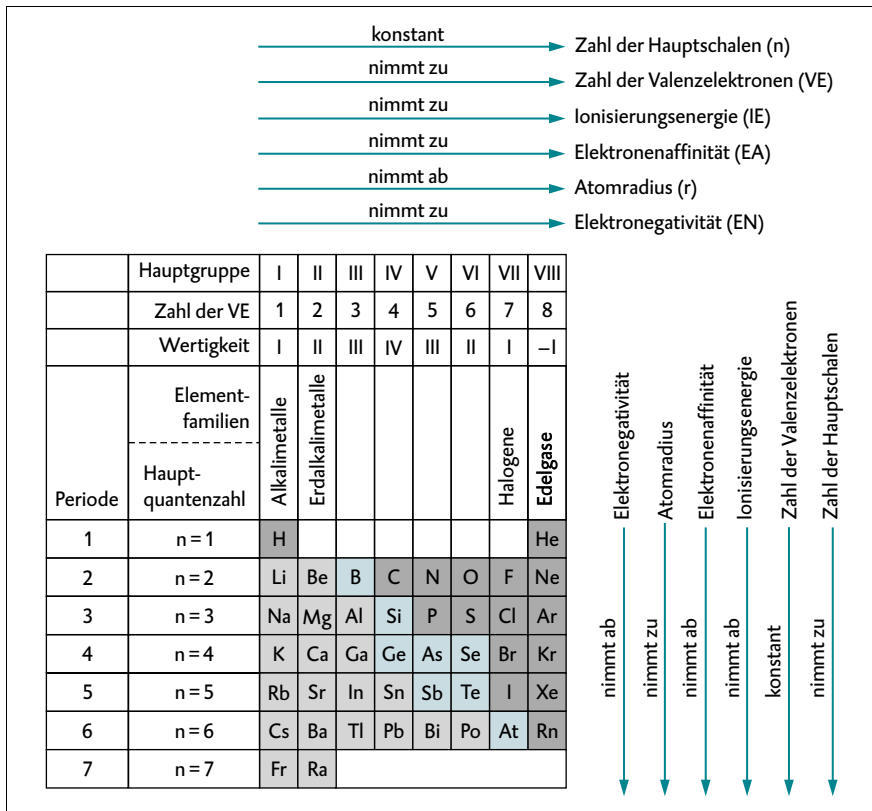 konstant
Zahl der Hauptschalen (n)
nimmt zu
Zahl der Valenzelektronen (VE)
nimmt zu
Ionisierungsenergie (IE)
nimmt zu
Elektronenaffinität (EA)
nimmt ab
Atomradius (r)
nimmt zu
Elektronegativität (EN)
Hauptgruppe I II III IV V VI VII VIII
Zahl der VE 1 2 3 4 5 6 7 8
Wertigkeit I II III IV III II I –I
Element-
familien
Haupt-
quantenzahl
Periode
Alkalimetalle
Erdalkalimetalle
Halogene
Edelgase
1 n = 1 H He
2 n = 2 Li Be B C N O F Ne
3 n = 3 Na Mg Al Si P S Cl Ar
4 n = 4 K Ca Ga Ge As Se Br Kr
5 n = 5 Rb Sr In Sn Sb Te I Xe
6 n = 6 Cs Ba Tl Pb Bi Po At Rn
7 n = 7 Fr Ra
Elektronegativität
nimmt ab
Atomradius
nimmt zu
Elektronenaffinität
nimmt ab
Ionisierungsenergie
nimmt ab
Zahl der Valenzelektronen
konstant
Zahl der Hauptschalen
nimmt zu